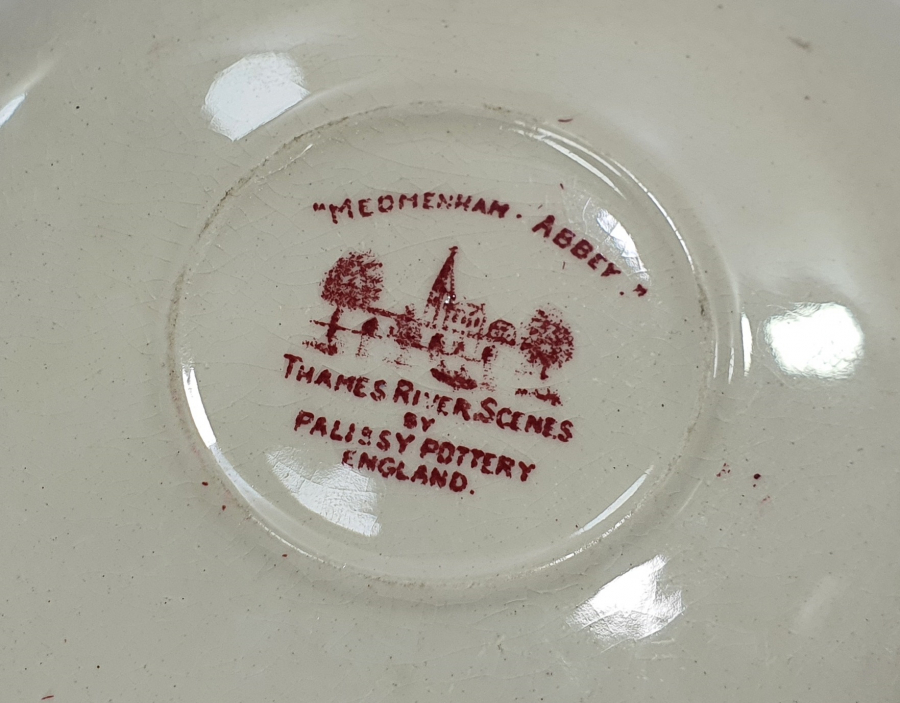 "MEDMENHAM. ABBEY."
THAMES RIVER SCENES
BY
PALISSY POTTERY
ENGLAND.